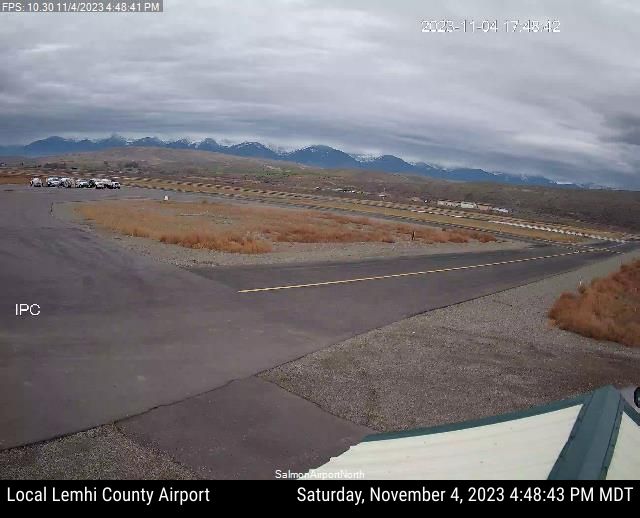 FPS: 10.30 11/4/2023 4:48:41 PM
2023-11-04 17:48:42
IPC
SalmonAirportNorth
Local Lemhi County Airport
Saturday, November 4, 2023 4:48:43 PM MDT